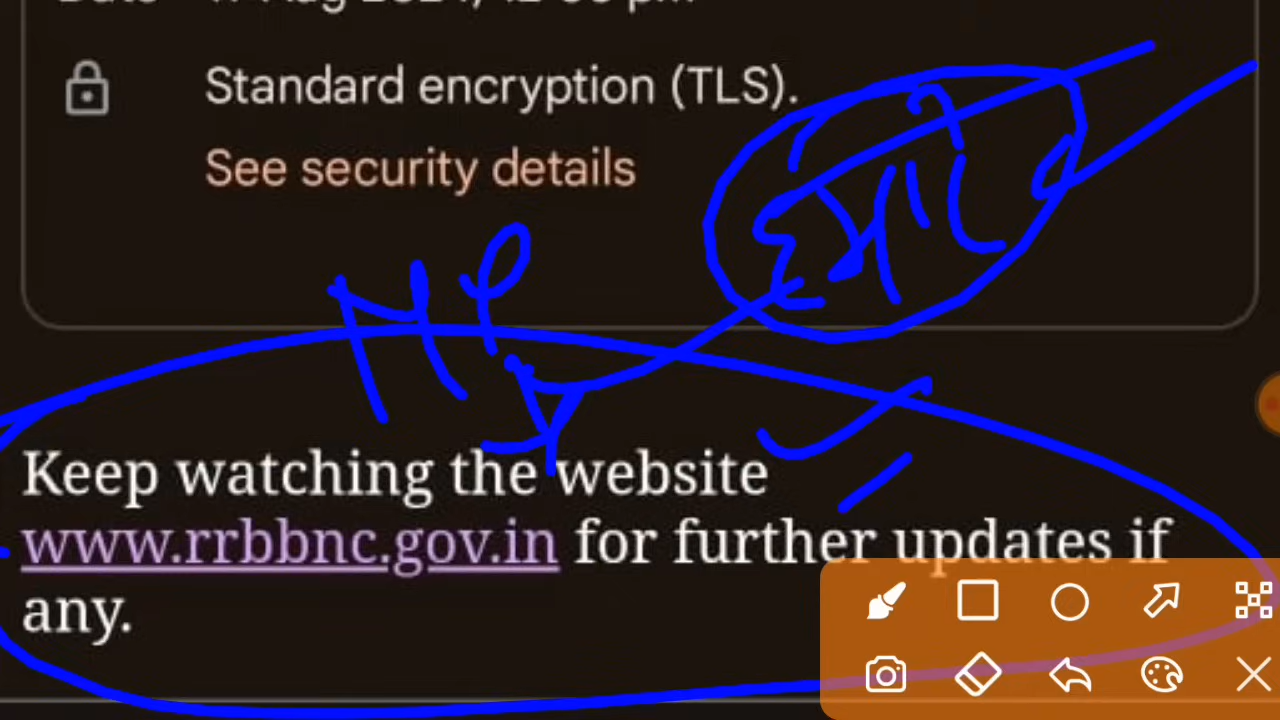 Standard encryption (TLS).
See security details
MP
Keep watching the website
www.rrbbnc.gov.in for further updates if
any.